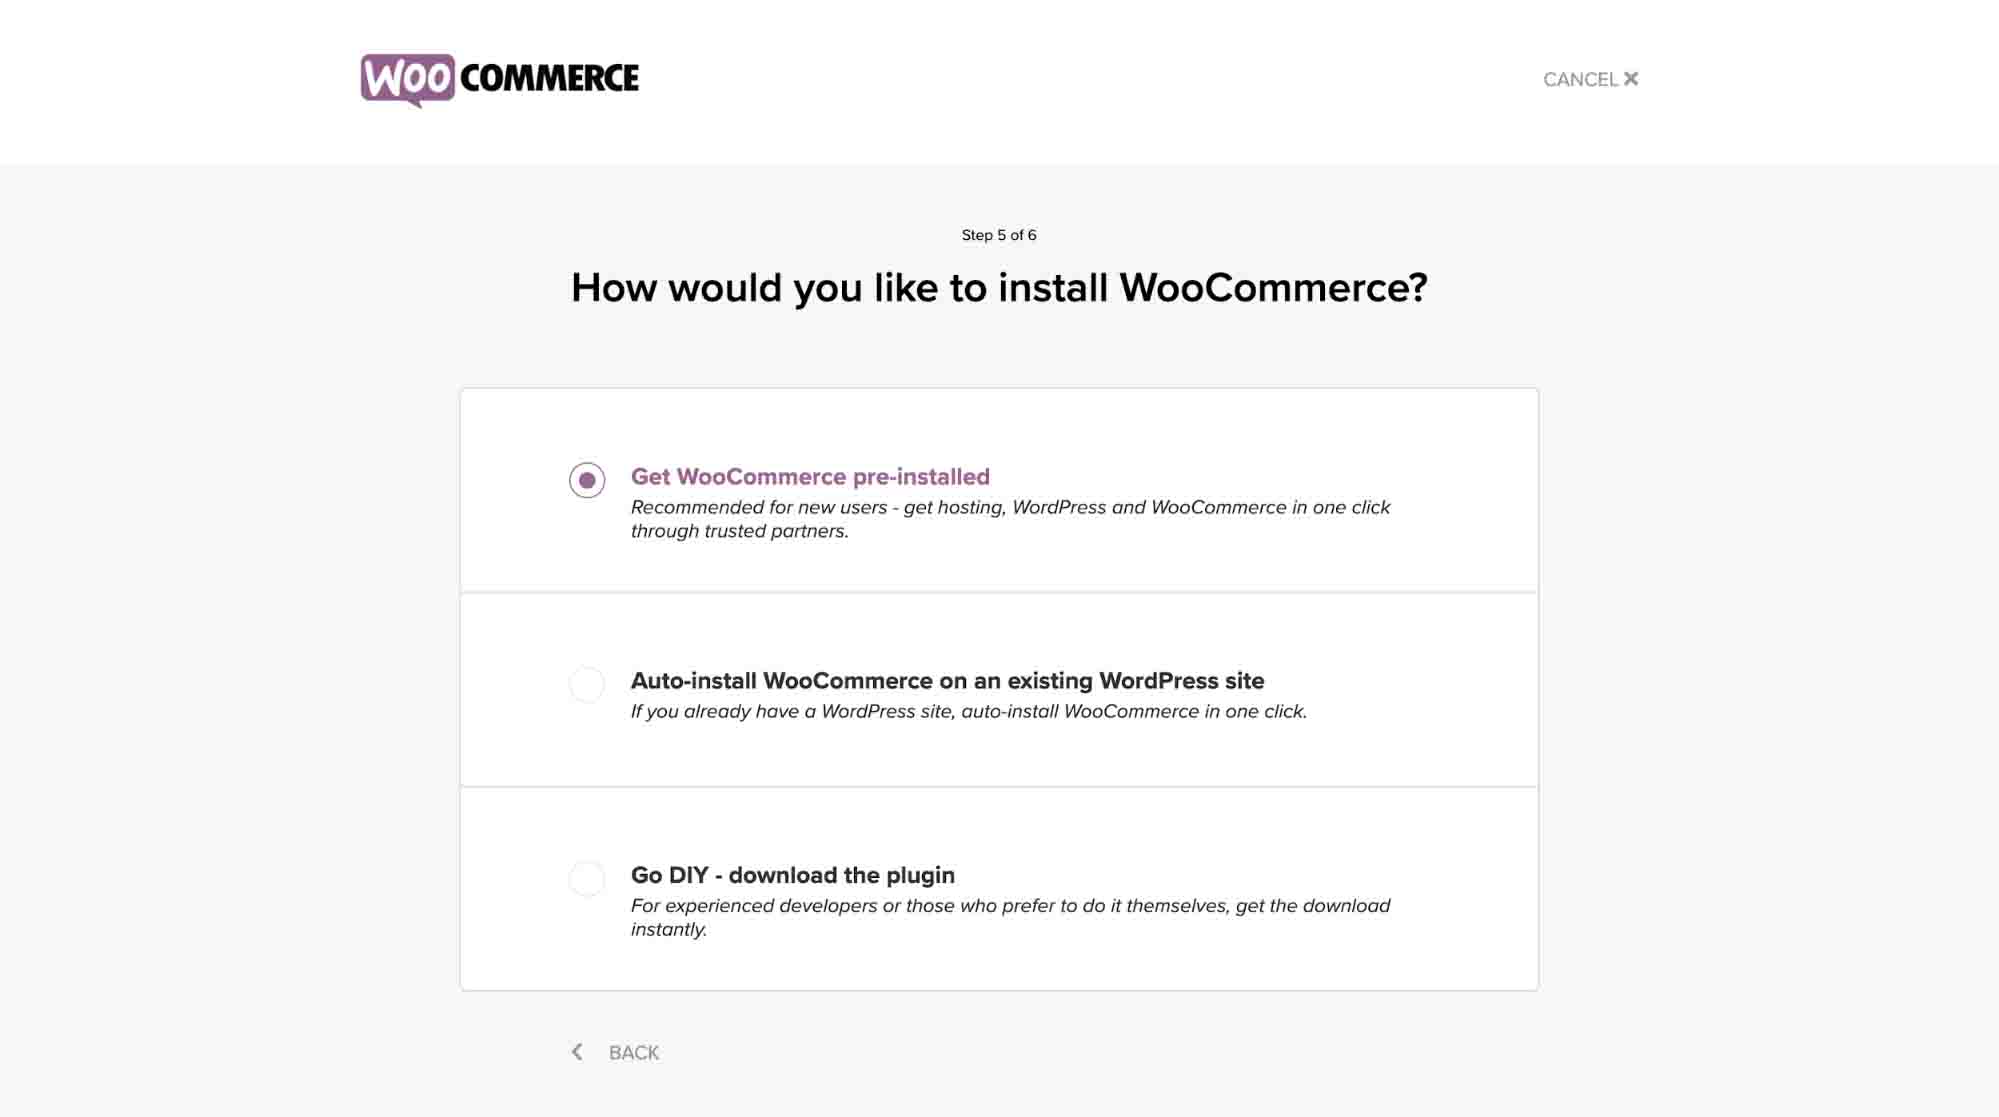 WOO COMMERCE
CANCEL
Step 5 of 6
How would you like to install WooCommerce?
Get WooCommerce pre-installed
Recommended for new users - get hosting, WordPress and WooCommerce in one click
through trusted partners.
Auto-install WooCommerce on an existing WordPress site
If you already have a WordPress site, auto-install WooCommerce in one click.
Go DIY - download the plugin
For experienced developers or those who prefer to do it themselves, get the download
instantly.
BACK